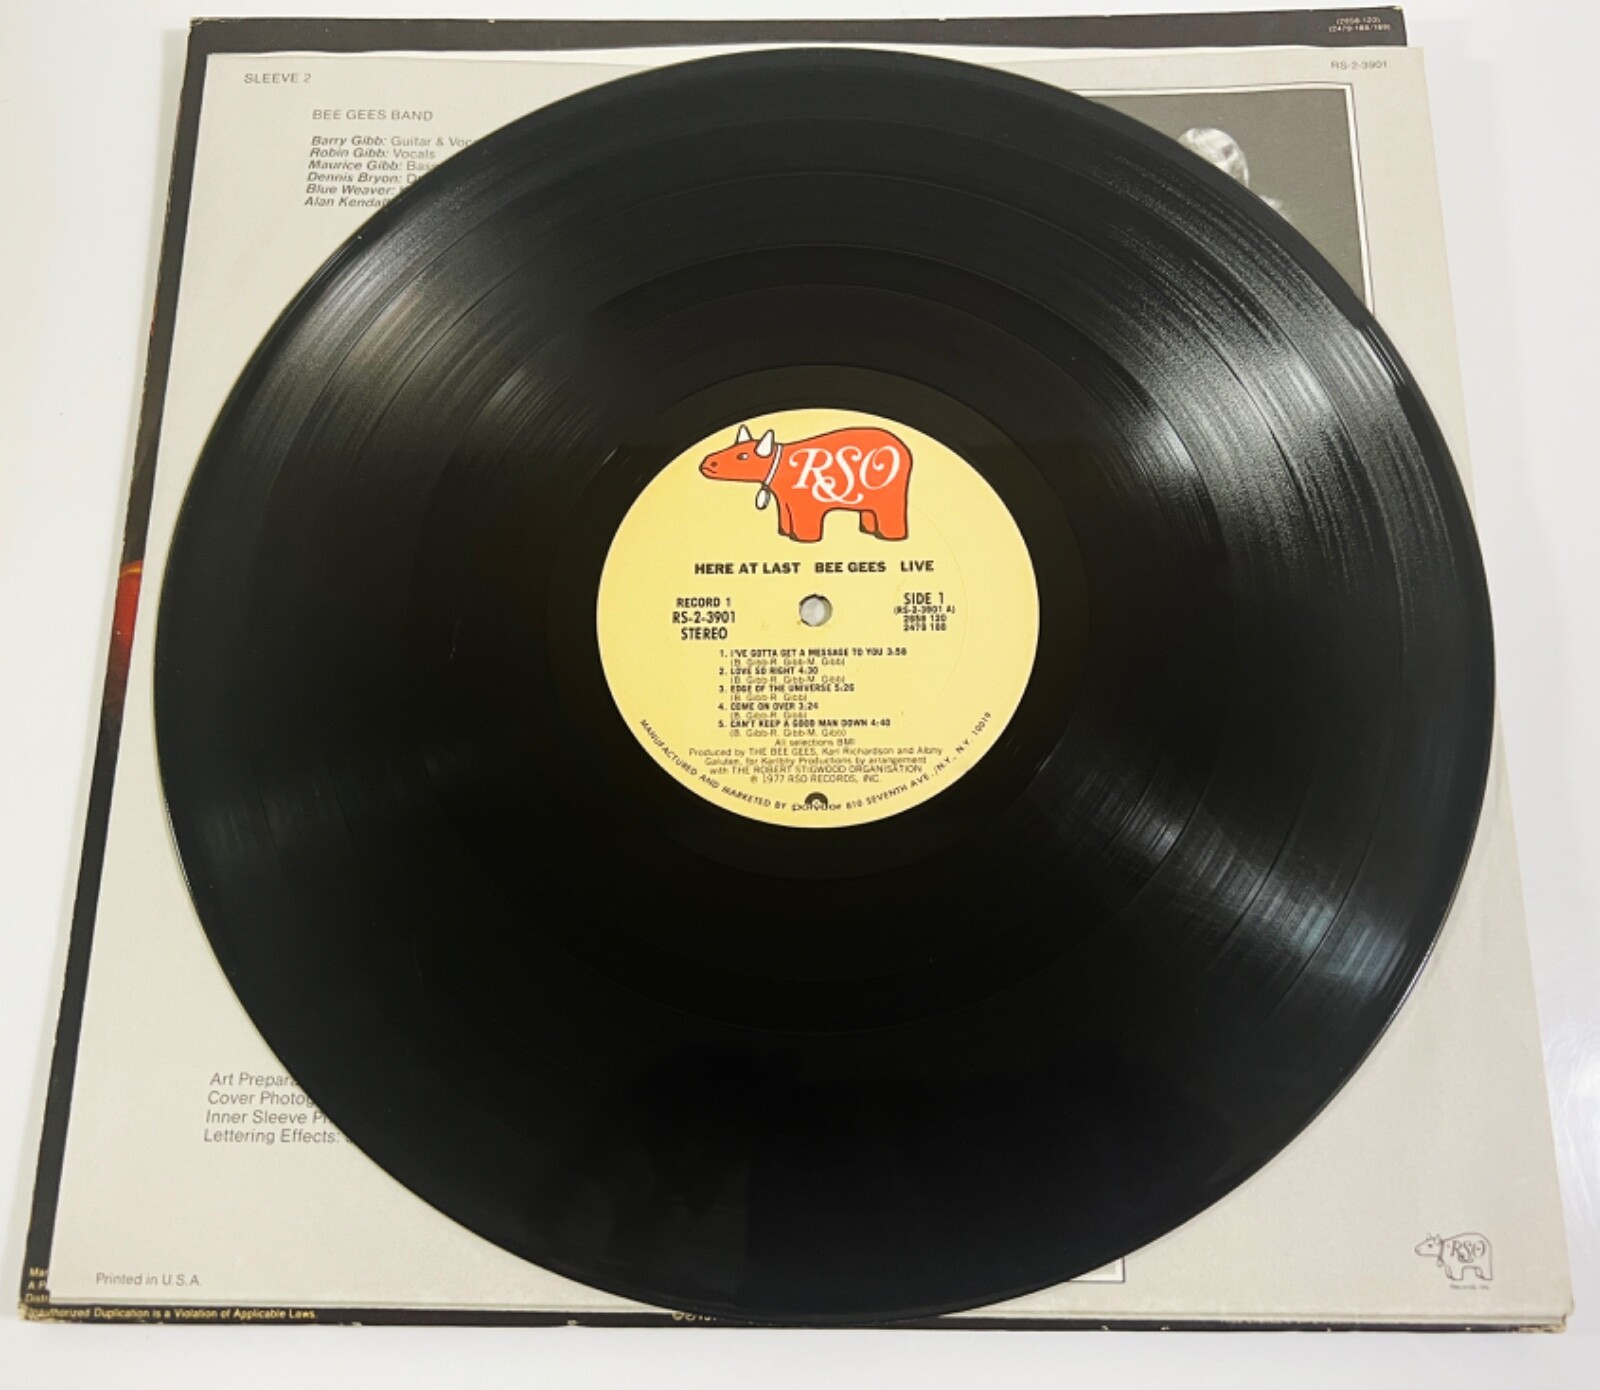 (2658 120)
(2479 188/189)
SLEEVE 2
RS-2-3901
BEE GEES BAND
Barry Gibb: Guitar & Voc
Robin Gibb: Vocals
Maurice Gibb: Bass
Dennis Bryon: D
Blue Weaver:
Alan Kendall
RSO
HERE AT LAST BEE GEES LIVE
RECORD 1
RS-2-3901
STEREO
SIDE 1
(RS-2-3901 A)
2658 120
2479 188
1. I'VE GOTTA GET A MESSAGE TO YOU 3:58
(B. Gibb-R. Gibb-M. Gibb)
2. LOVE SO RIGHT 4:30
(B. Gibb-R. Gibb-M. Gibb)
3. EDGE OF THE UNIVERSE 5:26
(B. Gibb-R. Gibb)
4. COME ON OVER 3:24
(B. Gibb-R. Gibb)
5. CAN'T KEEP A GOOD MAN DOWN 4:40
(B. Gibb-R. Gibb-M. Gibb)
All selections BMI
Produced by THE BEE GEES, Karl Richardson and Albhy
Galuten, for Karlbhy Productions by arrangement
with THE ROBERT STIGWOOD ORGANISATION
℗ 1977 RSO RECORDS, INC.
MANUFACTURED AND MARKETED BY polydor 810 SEVENTH AVE., N.Y., N.Y. 10019
Art Prepara
Cover Photog
Inner Sleeve P
Lettering Effects:
Printed in U.S.A.
RSO
Unauthorized Duplication is a Violation of Applicable Laws.